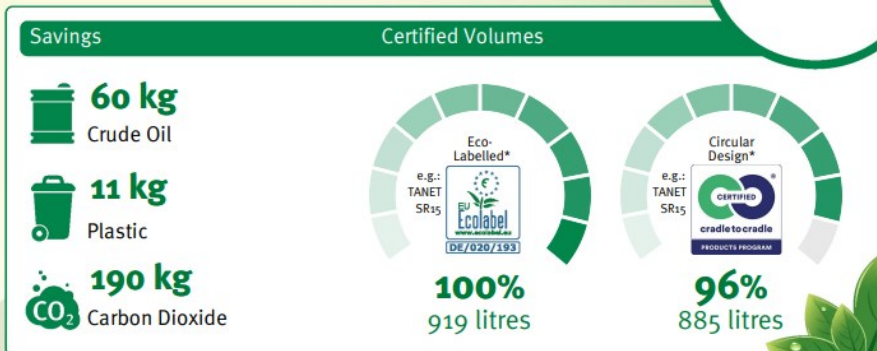 Savings
Certified Volumes
60 kg
Crude Oil
11 kg
Plastic
CO₂
190 kg
Carbon Dioxide
Eco-
Labelled*
e.g.:
TANET
SR15
EU
Ecolabel
www.ecolabel.eu
DE/020/193
100%
919 litres
Circular
Design*
e.g.:
TANET
SR15
®
CERTIFIED
cradletocradle
PRODUCTS PROGRAM
96%
885 litres